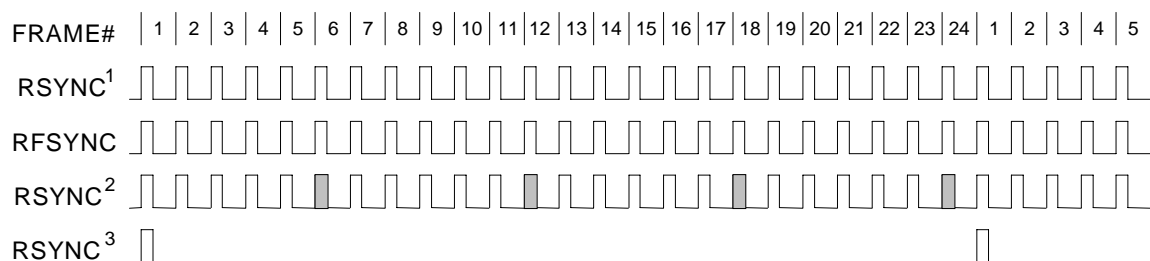 FRAME# 1 2 3 4 5 6 7 8 9 10 11 12 13 14 15 16 17 18 19 20 21 22 23 24 1 2 3 4 5
RSYNC1
RFSYNC
RSYNC2
RSYNC3